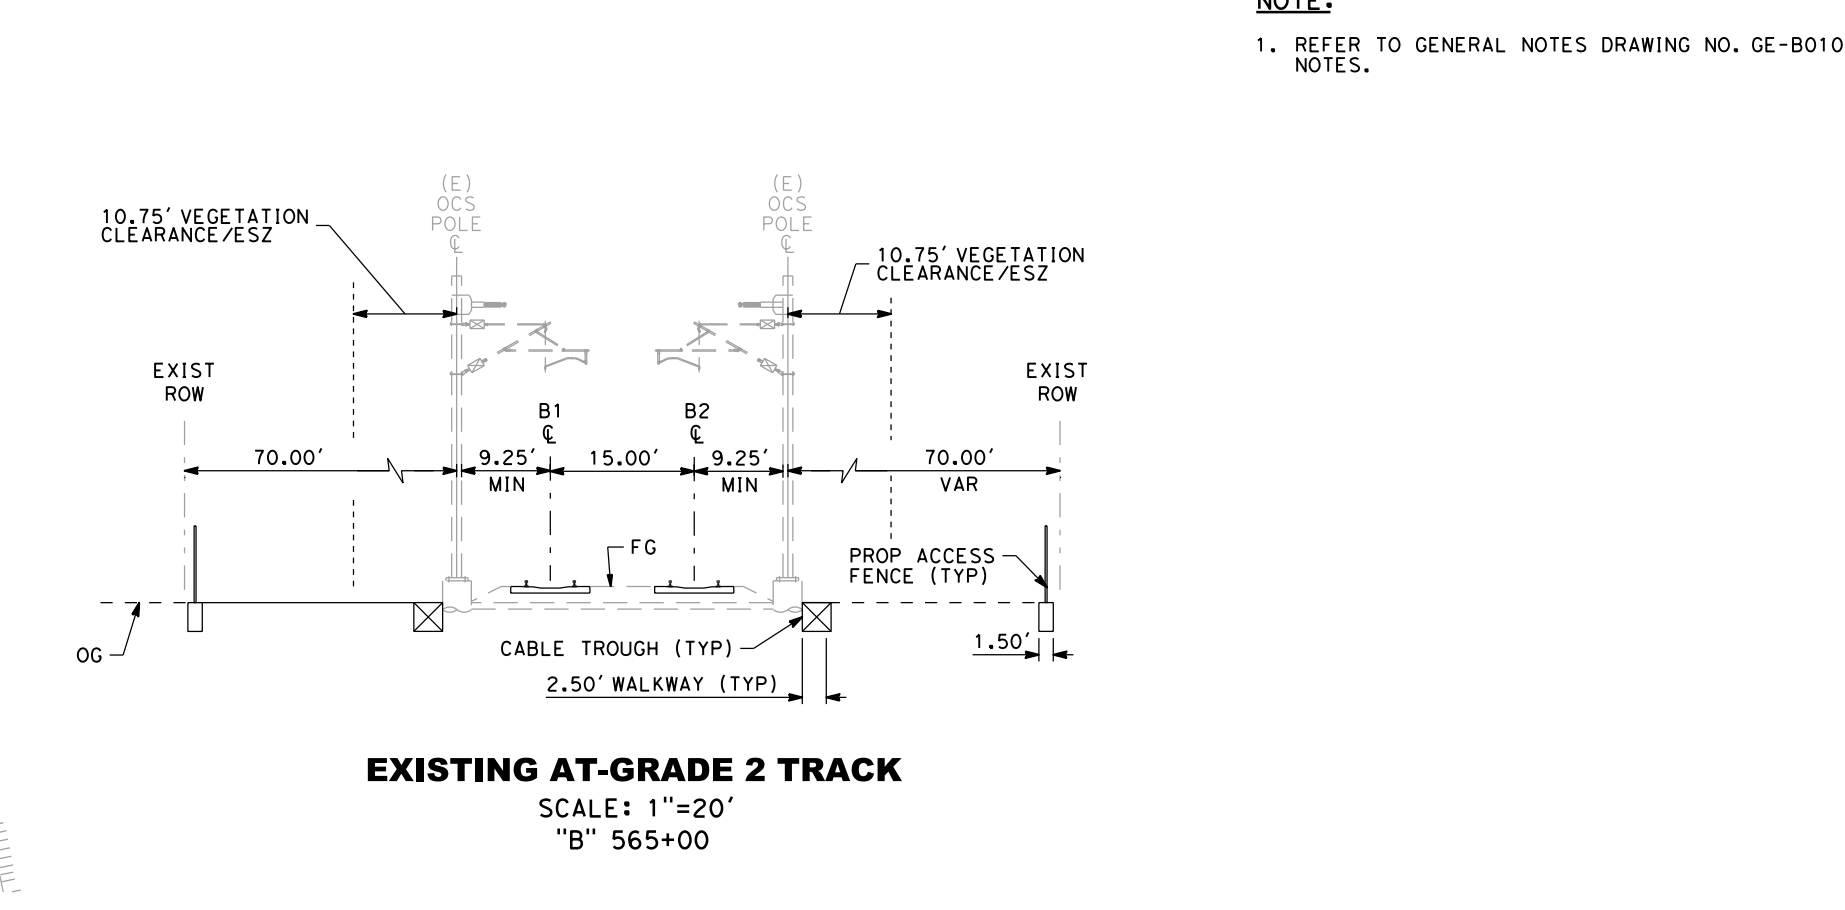 NOTE:
1. REFER TO GENERAL NOTES DRAWING NO. GE-B010
NOTES.
(E)
OCS
POLE
℄
(E)
OCS
POLE
℄
10.75' VEGETATION
CLEARANCE/ESZ
10.75' VEGETATION
CLEARANCE/ESZ
EXIST
ROW
EXIST
ROW
B1
℄
B2
℄
70.00'
9.25'
MIN
15.00'
9.25'
MIN
70.00'
VAR
FG
PROP ACCESS
FENCE (TYP)
OG
CABLE TROUGH (TYP)
1.50'
2.50' WALKWAY (TYP)
EXISTING AT-GRADE 2 TRACK
SCALE: 1"=20'
"B" 565+00